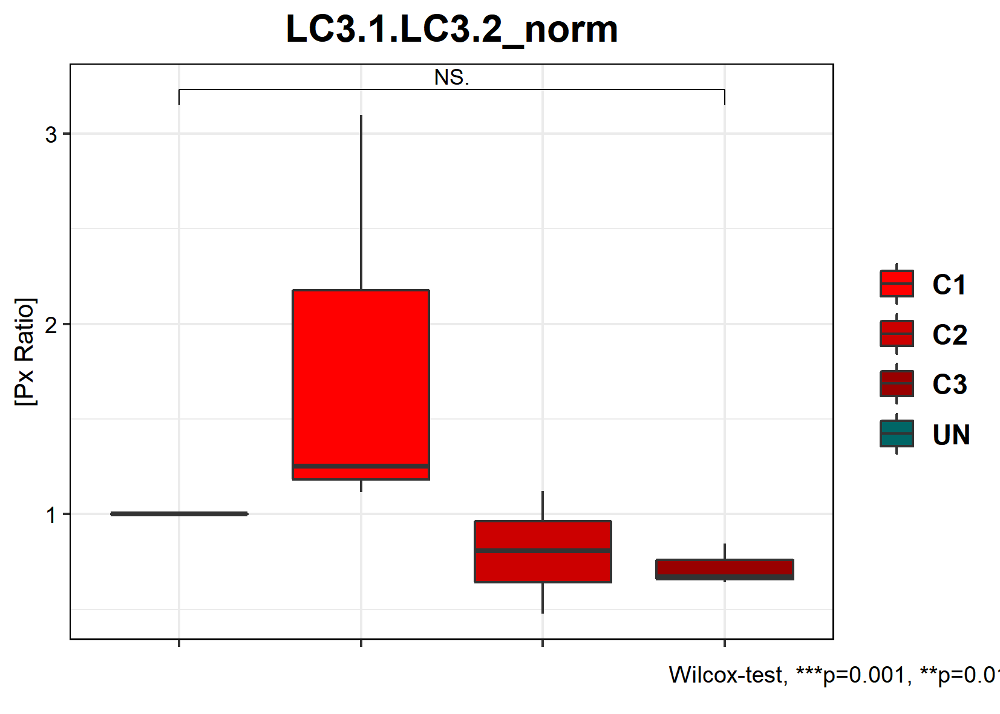 LC3.1.LC3.2_norm
NS.
3
2
1
[Px Ratio]
C1
C2
C3
UN
Wilcox-test, ***p=0.001, **p=0.0